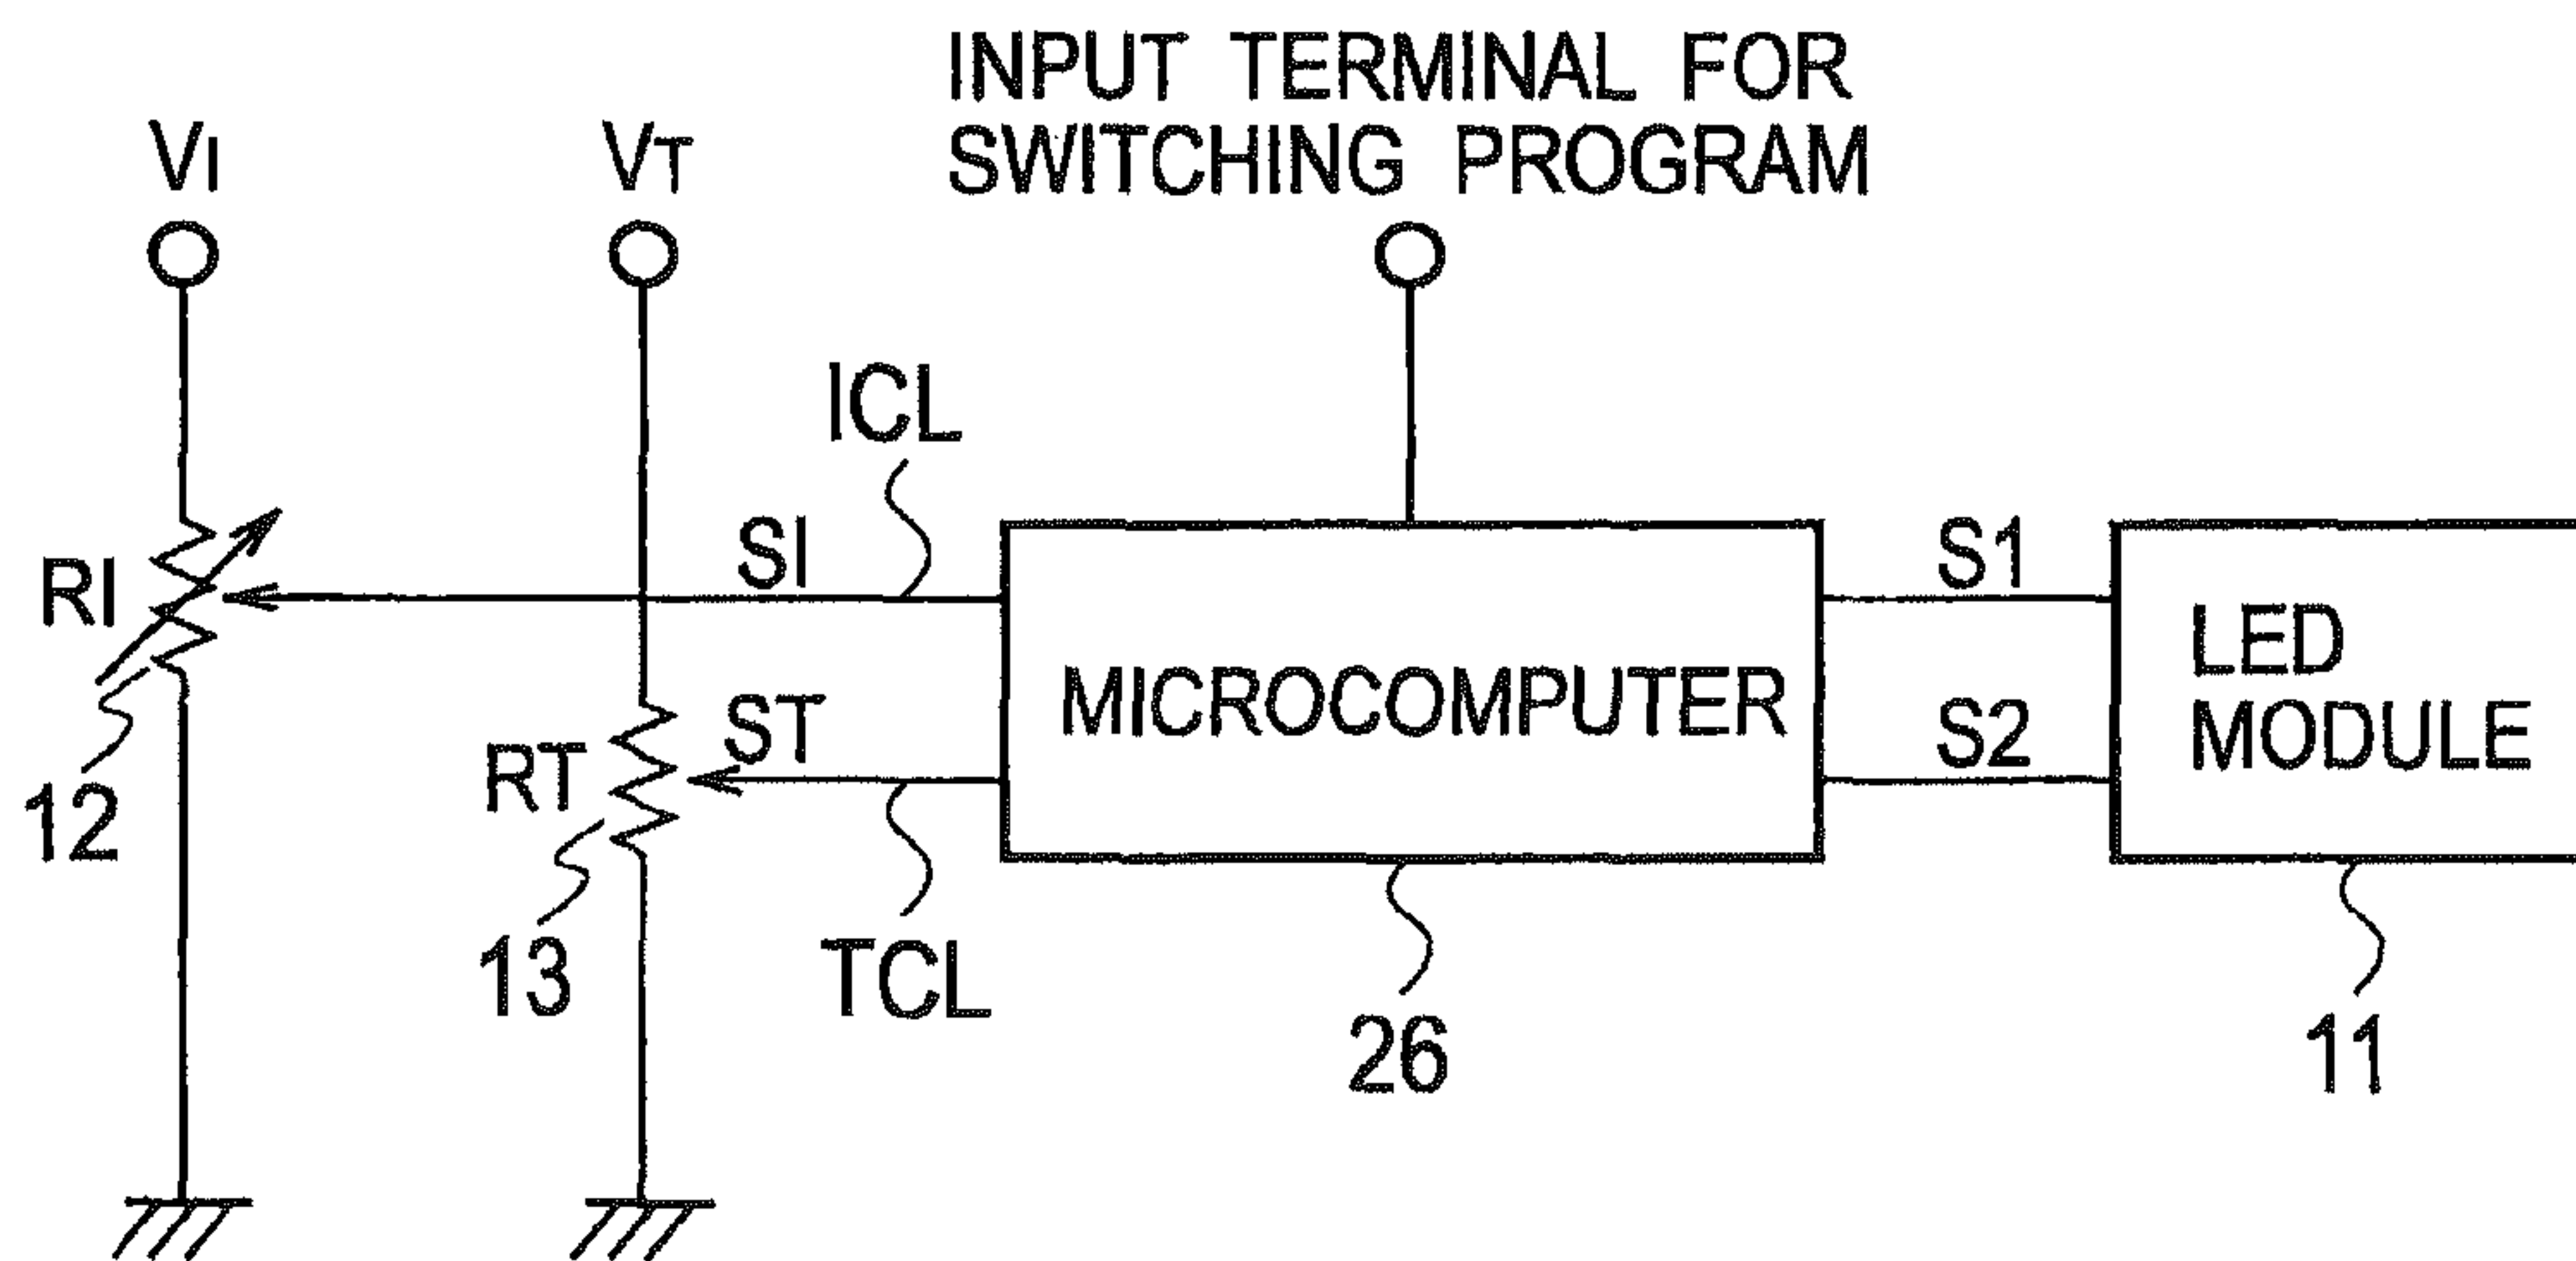 INPUT TERMINAL FOR
SWITCHING PROGRAM
VI
VT
ICL
SI
S1
RI
LED
MODULE
MICROCOMPUTER
ST
S2
RT
12
13
TCL
26
11